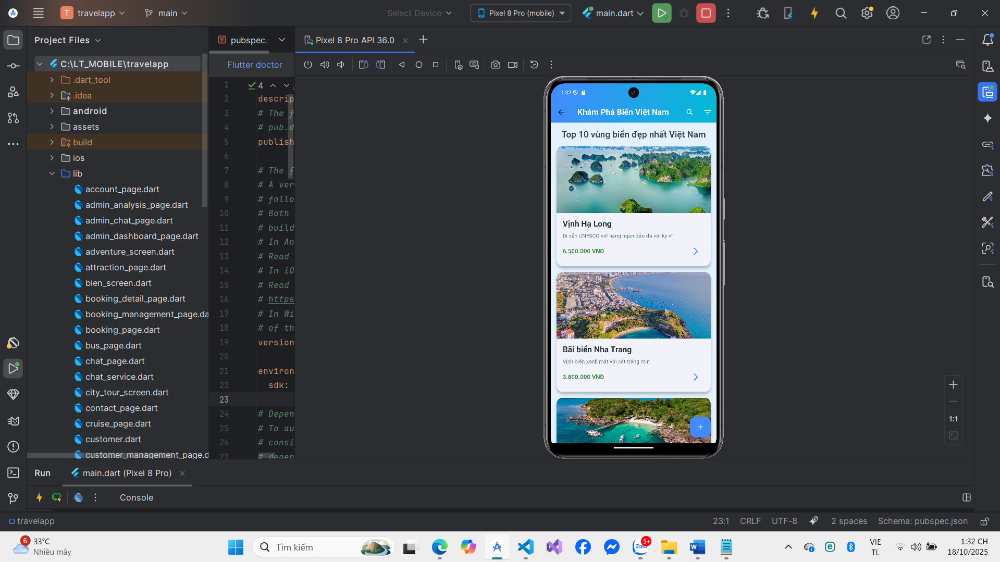 T travelapp
main
Select Device
Pixel 8 Pro (mobile)
main.dart
Project Files
pubspec.
Pixel 8 Pro API 36.0
C:\LT_MOBILE\travelapp
Flutter doctor
.dart_tool
.idea
android
assets
build
ios
lib
account_page.dart
admin_analysis_page.dart
admin_chat_page.dart
admin_dashboard_page.dart
adventure_screen.dart
attraction_page.dart
bien_screen.dart
booking_detail_page.dart
booking_management_page.da
booking_page.dart
bus_page.dart
chat_page.dart
chat_service.dart
city_tour_screen.dart
contact_page.dart
cruise_page.dart
customer.dart
customer_management_page.d
1
4
2 descrip
3 # The f
4 # pub.d
5 publish
6
7 # The f
8 # A ver
9 # follo
10 # Both
11 # build
12 # In An
13 # Read
14 # In iO
15 # Read
16 # https
17 # In Wi
18 # of th
19 version
20
21 environ
22 sdk:
23
24 # Depen
25 # To au
26 # consi
27 # depen
1:32
Khám Phá Biển Việt Nam
Top 10 vùng biển đẹp nhất Việt Nam
Vịnh Hạ Long
Di sản UNESCO với hàng ngàn đảo đá vôi kỳ vĩ
6.500.000 VNĐ
Bãi biển Nha Trang
Vịnh biển xanh mát với cát trắng mịn
3.800.000 VNĐ
+
1:1
Run
main.dart (Pixel 8 Pro)
Console
travelapp
23:1
CRLF
UTF-8
2 spaces
Schema: pubspec.json
6
33°C
Nhiều mây
Tìm kiếm
Zalo
5+
VIE
TL
1:32 CH
18/10/2025